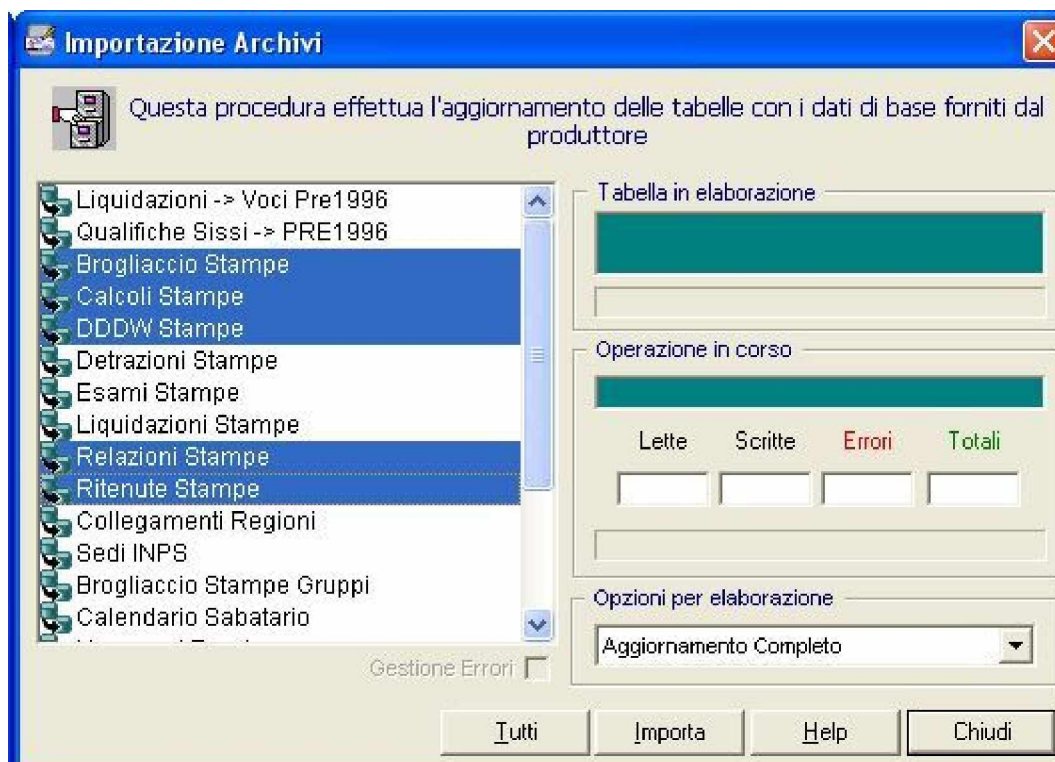 Importazione Archivi
Questa procedura effettua l'aggiornamento delle tabelle con i dati di base forniti dal
produttore
Liquidazioni -> Voci Pre1996
Qualifiche Sissi -> PRE1996
Brogliaccio Stampe
Calcoli Stampe
DDDW Stampe
Detrazioni Stampe
Esami Stampe
Liquidazioni Stampe
Relazioni Stampe
Ritenute Stampe
Collegamenti Regioni
Sedi INPS
Brogliaccio Stampe Gruppi
Calendario Sabatario
Gestione Errori
Tabella in elaborazione
Operazione in corso
Lette Scritte Errori Totali
Opzioni per elaborazione
Aggiornamento Completo
Tutti Importa Help Chiudi